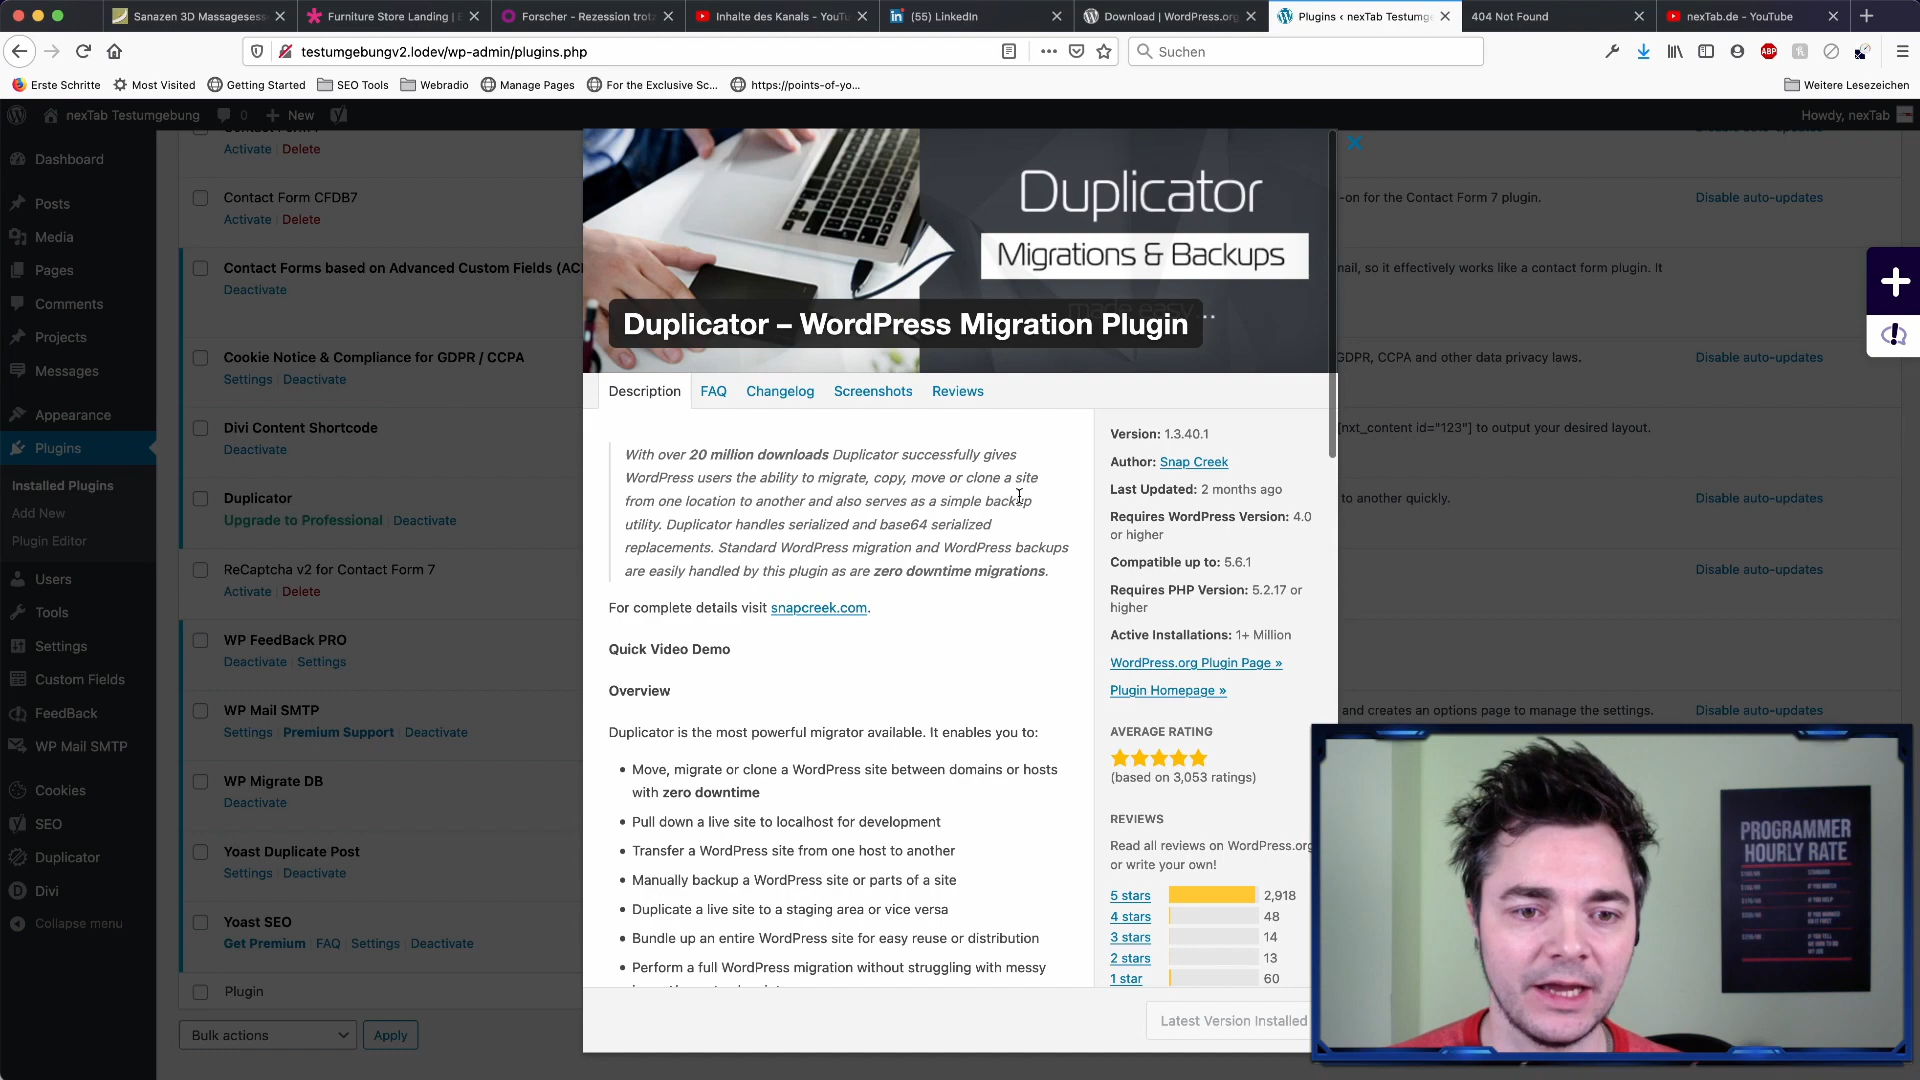 Sanazen 3D Massagesess
Furniture Store Landing | E
Forscher - Rezession trotz
Inhalte des Kanals - YouTu
(55) LinkedIn
Download | WordPress.org
Plugins ‹ nexTab Testumge
404 Not Found
nexTab.de - YouTube
testumgebungv2.lodev/wp-admin/plugins.php
Suchen
ABP
Erste Schritte
Most Visited
Getting Started
SEO Tools
Webradio
Manage Pages
For the Exclusive Sc...
https://points-of-yo...
Weitere Lesezeichen
nexTab Testumgebung
0
New
Howdy, nexTab
Dashboard
Posts
Media
Pages
Comments
Projects
Messages
Appearance
Plugins
Installed Plugins
Add New
Plugin Editor
Users
Tools
Settings
Custom Fields
FeedBack
WP Mail SMTP
Cookies
SEO
Duplicator
Divi
Collapse menu
Activate | Delete
Contact Form CFDB7
Activate | Delete
Contact Forms based on Advanced Custom Fields (ACF
Deactivate
Cookie Notice & Compliance for GDPR / CCPA
Settings | Deactivate
Divi Content Shortcode
Deactivate
Duplicator
Upgrade to Professional | Deactivate
ReCaptcha v2 for Contact Form 7
Activate | Delete
WP FeedBack PRO
Deactivate | Settings
WP Mail SMTP
Settings | Premium Support | Deactivate
WP Migrate DB
Deactivate
Yoast Duplicate Post
Settings | Deactivate
Yoast SEO
Get Premium | FAQ | Settings | Deactivate
Plugin
Bulk actions
Apply
Duplicator
Migrations & Backups
made easy...
Duplicator – WordPress Migration Plugin
Description
FAQ
Changelog
Screenshots
Reviews
With over 20 million downloads Duplicator successfully gives
WordPress users the ability to migrate, copy, move or clone a site
from one location to another and also serves as a simple backup
utility. Duplicator handles serialized and base64 serialized
replacements. Standard WordPress migration and WordPress backups
are easily handled by this plugin as are zero downtime migrations.
For complete details visit snapcreek.com.
Quick Video Demo
Overview
Duplicator is the most powerful migrator available. It enables you to:
• Move, migrate or clone a WordPress site between domains or hosts
with zero downtime
• Pull down a live site to localhost for development
• Transfer a WordPress site from one host to another
• Manually backup a WordPress site or parts of a site
• Duplicate a live site to a staging area or vice versa
• Bundle up an entire WordPress site for easy reuse or distribution
• Perform a full WordPress migration without struggling with messy
Version: 1.3.40.1
Author: Snap Creek
Last Updated: 2 months ago
Requires WordPress Version: 4.0
or higher
Compatible up to: 5.6.1
Requires PHP Version: 5.2.17 or
higher
Active Installations: 1+ Million
WordPress.org Plugin Page »
Plugin Homepage »
AVERAGE RATING
(based on 3,053 ratings)
REVIEWS
Read all reviews on WordPress.org
or write your own!
5 stars 2,918
4 stars 48
3 stars 14
2 stars 13
1 star 60
Latest Version Installed
Disable auto-updates
-on for the Contact Form 7 plugin.
Disable auto-updates
nail, so it effectively works like a contact form plugin. It
GDPR, CCPA and other data privacy laws.
Disable auto-updates
[nxt_content id="123"] to output your desired layout.
to another quickly.
Disable auto-updates
Disable auto-updates
and creates an options page to manage the settings.
Disable auto-updates
PROGRAMMER
HOURLY RATE